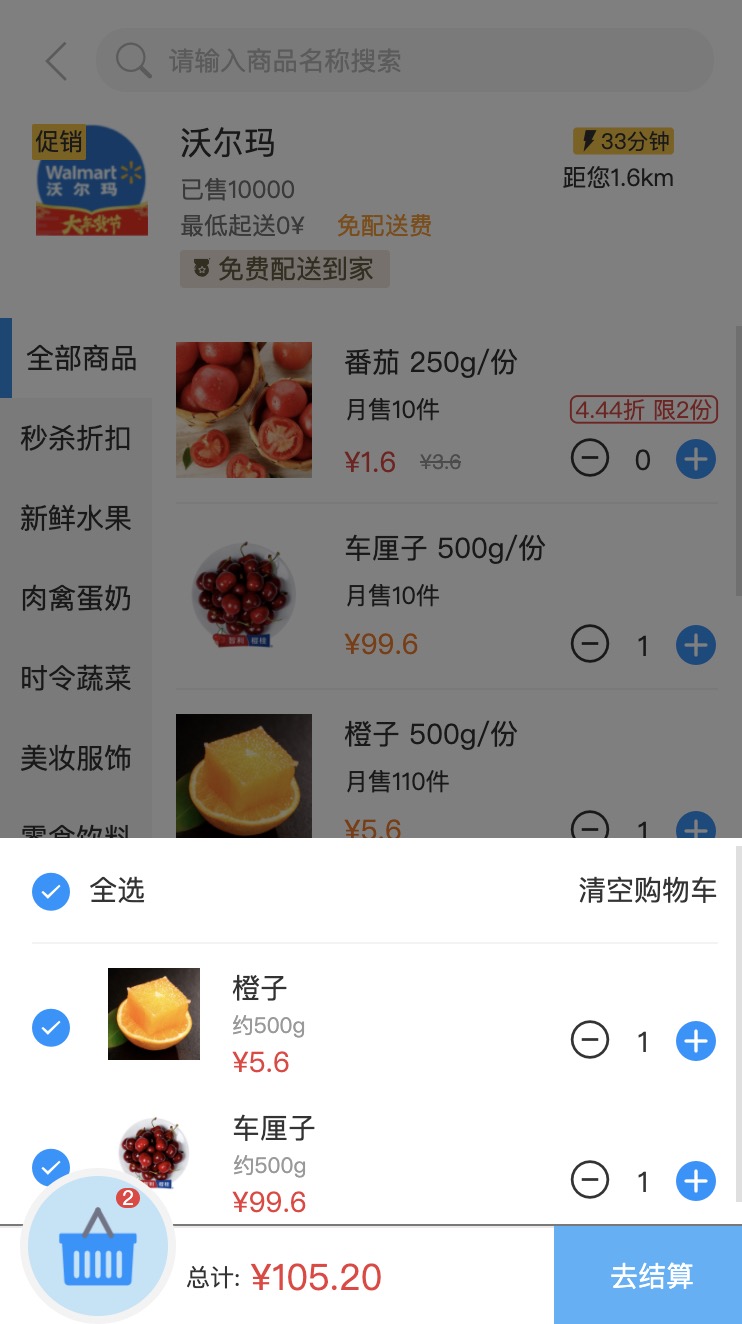 请输入商品名称搜索
促销
Walmart
沃尔玛
大年货节
沃尔玛
33分钟
已售10000
距您1.6km
最低起送0¥ 免配送费
免费配送到家
全部商品
秒杀折扣
新鲜水果
肉禽蛋奶
时令蔬菜
美妆服饰
零食饮料
番茄 250g/份
月售10件
4.44折 限2份
¥1.6 ¥3.6
0
车厘子 500g/份
月售10件
¥99.6
1
橙子 500g/份
月售110件
¥5.6
1
全选
清空购物车
橙子
约500g
¥5.6
1
车厘子
约500g
¥99.6
1
2
总计: ¥105.20
去结算